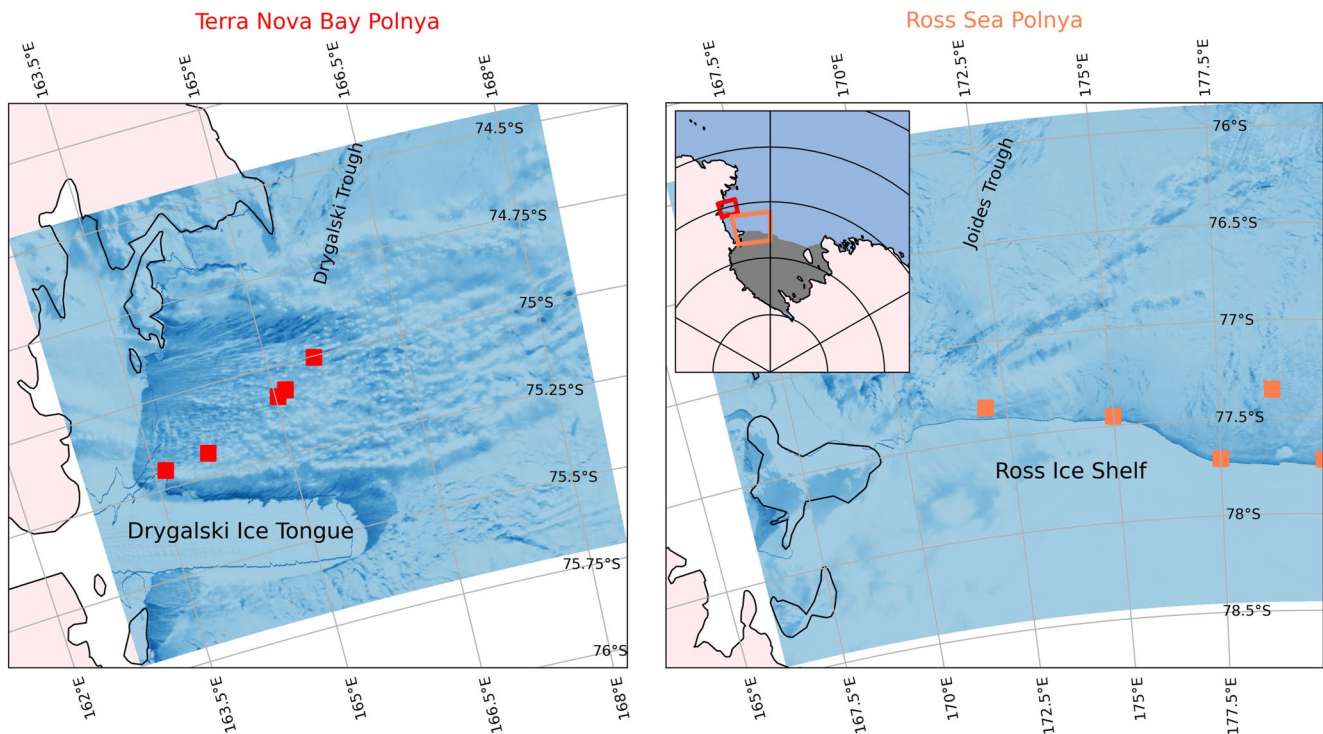 Terra Nova Bay Polnya
163.5°E
165°E
166.5°E
168°E
74.5°S
74.75°S
75°S
75.25°S
75.5°S
75.75°S
76°S
Drygalski Trough
Drygalski Ice Tongue
162°E
163.5°E
165°E
166.5°E
168°E
Ross Sea Polnya
167.5°E
170°E
172.5°E
175°E
177.5°E
76°S
76.5°S
77°S
77.5°S
78°S
78.5°S
Joides Trough
Ross Ice Shelf
165°E
167.5°E
170°E
172.5°E
175°E
177.5°E